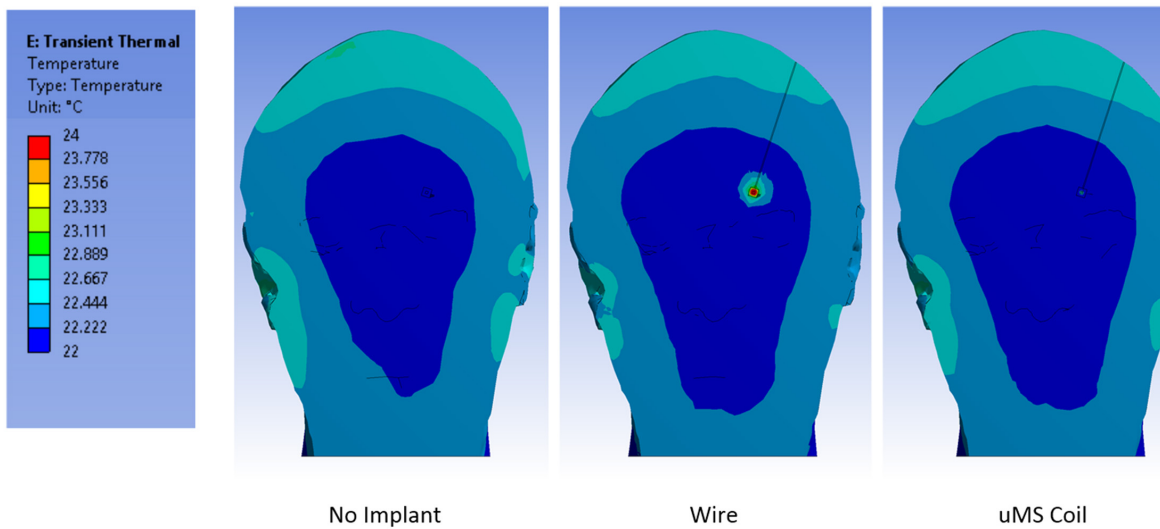 E: Transient Thermal
Temperature
Type: Temperature
Unit: °C
24
23.778
23.556
23.333
23.111
22.889
22.667
22.444
22.222
22
No Implant
Wire
uMS Coil